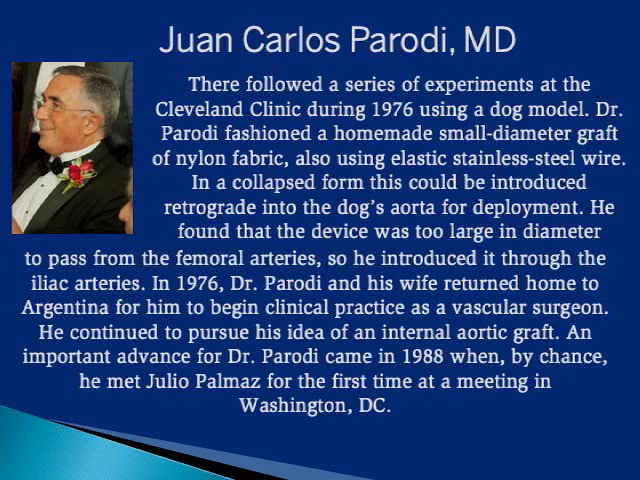 Juan Carlos Parodi, MD
There followed a series of experiments at the
Cleveland Clinic during 1976 using a dog model. Dr.
Parodi fashioned a homemade small-diameter graft
of nylon fabric, also using elastic stainless-steel wire.
In a collapsed form this could be introduced
retrograde into the dog's aorta for deployment. He
found that the device was too large in diameter
to pass from the femoral arteries, so he introduced it through the
iliac arteries. In 1976, Dr. Parodi and his wife returned home to
Argentina for him to begin clinical practice as a vascular surgeon.
He continued to pursue his idea of an internal aortic graft. An
important advance for Dr. Parodi came in 1988 when, by chance,
he met Julio Palmaz for the first time at a meeting in
Washington, DC.